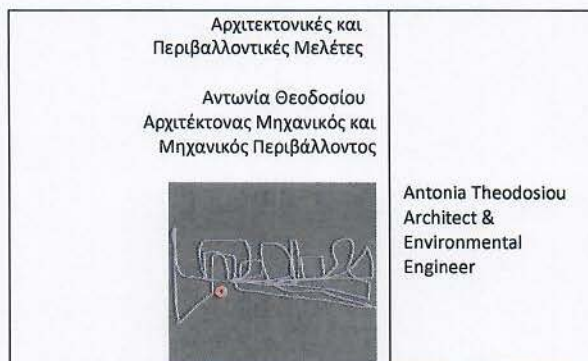 Αρχιτεκτονικές και
Περιβαλλοντικές Μελέτες
Αντωνία Θεοδοσίου
Αρχιτέκτονας Μηχανικός και
Μηχανικός Περιβάλλοντος
Antonia Theodosiou
Architect &
Environmental
Engineer